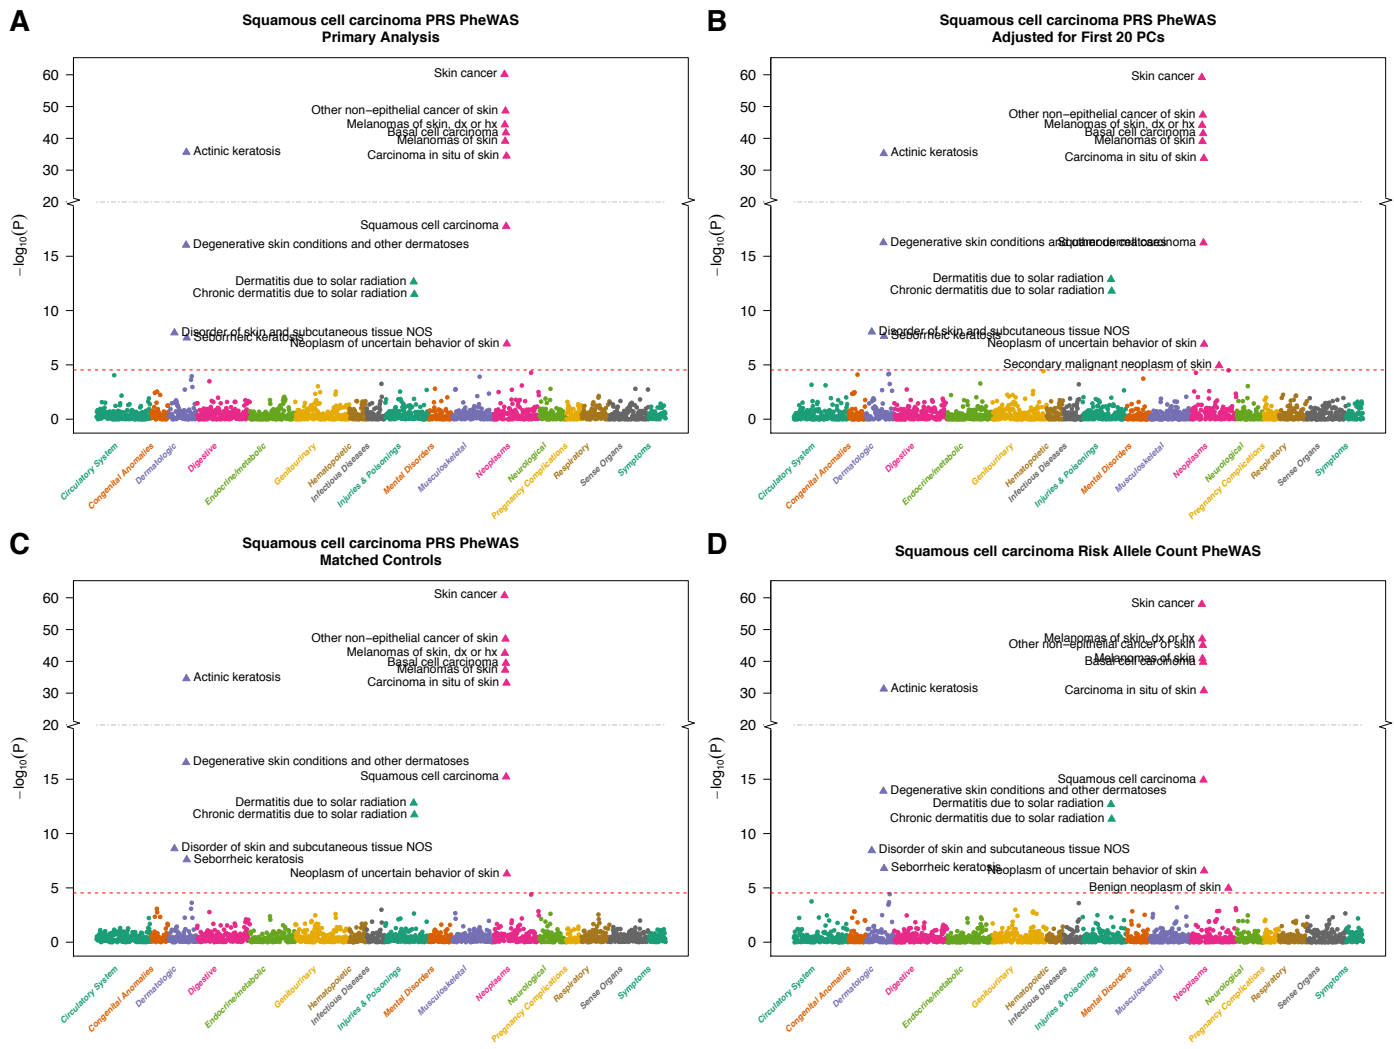 A
Squamous cell carcinoma PRS PheWAS
Primary Analysis
60
50
40
30
20
15
10
5
0
−log10(P)
Skin cancer
Other non−epithelial cancer of skin
Melanomas of skin, dx or hx
Basal cell carcinoma
Melanomas of skin
Actinic keratosis
Carcinoma in situ of skin
Squamous cell carcinoma
Degenerative skin conditions and other dermatoses
Dermatitis due to solar radiation
Chronic dermatitis due to solar radiation
Disorder of skin and subcutaneous tissue NOS
Seborrheic keratosis
Neoplasm of uncertain behavior of skin
Circulatory System
Congenital Anomalies
Dermatologic
Digestive
Endocrine/metabolic
Genitourinary
Hematopoietic
Infectious Diseases
Injuries & Poisonings
Mental Disorders
Musculoskeletal
Neoplasms
Neurological
Pregnancy Complications
Respiratory
Sense Organs
Symptoms
B
Squamous cell carcinoma PRS PheWAS
Adjusted for First 20 PCs
60
50
40
30
20
15
10
5
0
−log10(P)
Skin cancer
Other non−epithelial cancer of skin
Melanomas of skin, dx or hx
Basal cell carcinoma
Melanomas of skin
Actinic keratosis
Carcinoma in situ of skin
Degenerative skin conditions and other dermatoses
Squamous cell carcinoma
Dermatitis due to solar radiation
Chronic dermatitis due to solar radiation
Disorder of skin and subcutaneous tissue NOS
Seborrheic keratosis
Neoplasm of uncertain behavior of skin
Secondary malignant neoplasm of skin
Circulatory System
Congenital Anomalies
Dermatologic
Digestive
Endocrine/metabolic
Genitourinary
Hematopoietic
Infectious Diseases
Injuries & Poisonings
Mental Disorders
Musculoskeletal
Neoplasms
Neurological
Pregnancy Complications
Respiratory
Sense Organs
Symptoms
C
Squamous cell carcinoma PRS PheWAS
Matched Controls
60
50
40
30
20
15
10
5
0
−log10(P)
Skin cancer
Other non−epithelial cancer of skin
Melanomas of skin, dx or hx
Basal cell carcinoma
Melanomas of skin
Actinic keratosis
Carcinoma in situ of skin
Degenerative skin conditions and other dermatoses
Squamous cell carcinoma
Dermatitis due to solar radiation
Chronic dermatitis due to solar radiation
Disorder of skin and subcutaneous tissue NOS
Seborrheic keratosis
Neoplasm of uncertain behavior of skin
Circulatory System
Congenital Anomalies
Dermatologic
Digestive
Endocrine/metabolic
Genitourinary
Hematopoietic
Infectious Diseases
Injuries & Poisonings
Mental Disorders
Musculoskeletal
Neoplasms
Neurological
Pregnancy Complications
Respiratory
Sense Organs
Symptoms
D
Squamous cell carcinoma Risk Allele Count PheWAS
60
50
40
30
20
15
10
5
0
−log10(P)
Skin cancer
Melanomas of skin, dx or hx
Other non−epithelial cancer of skin
Melanomas of skin
Basal cell carcinoma
Actinic keratosis
Carcinoma in situ of skin
Squamous cell carcinoma
Degenerative skin conditions and other dermatoses
Dermatitis due to solar radiation
Chronic dermatitis due to solar radiation
Disorder of skin and subcutaneous tissue NOS
Seborrheic keratosis
Neoplasm of uncertain behavior of skin
Benign neoplasm of skin
Circulatory System
Congenital Anomalies
Dermatologic
Digestive
Endocrine/metabolic
Genitourinary
Hematopoietic
Infectious Diseases
Injuries & Poisonings
Mental Disorders
Musculoskeletal
Neoplasms
Neurological
Pregnancy Complications
Respiratory
Sense Organs
Symptoms